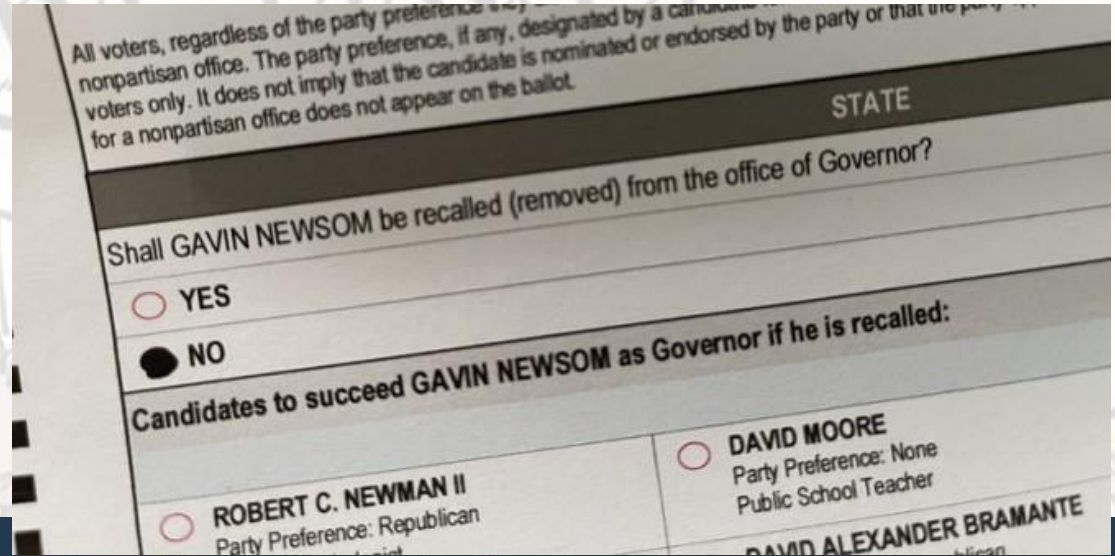 All voters, regardless of the party preference
nonpartisan office. The party preference, if any, designated by a candidate
voters only. It does not imply that the candidate is nominated or endorsed by the party or that the
for a nonpartisan office does not appear on the ballot.
STATE
Shall GAVIN NEWSOM be recalled (removed) from the office of Governor?
YES
NO
Candidates to succeed GAVIN NEWSOM as Governor if he is recalled:
ROBERT C. NEWMAN II
Party Preference: Republican
DAVID MOORE
Party Preference: None
Public School Teacher
DAVID ALEXANDER BRAMANTE